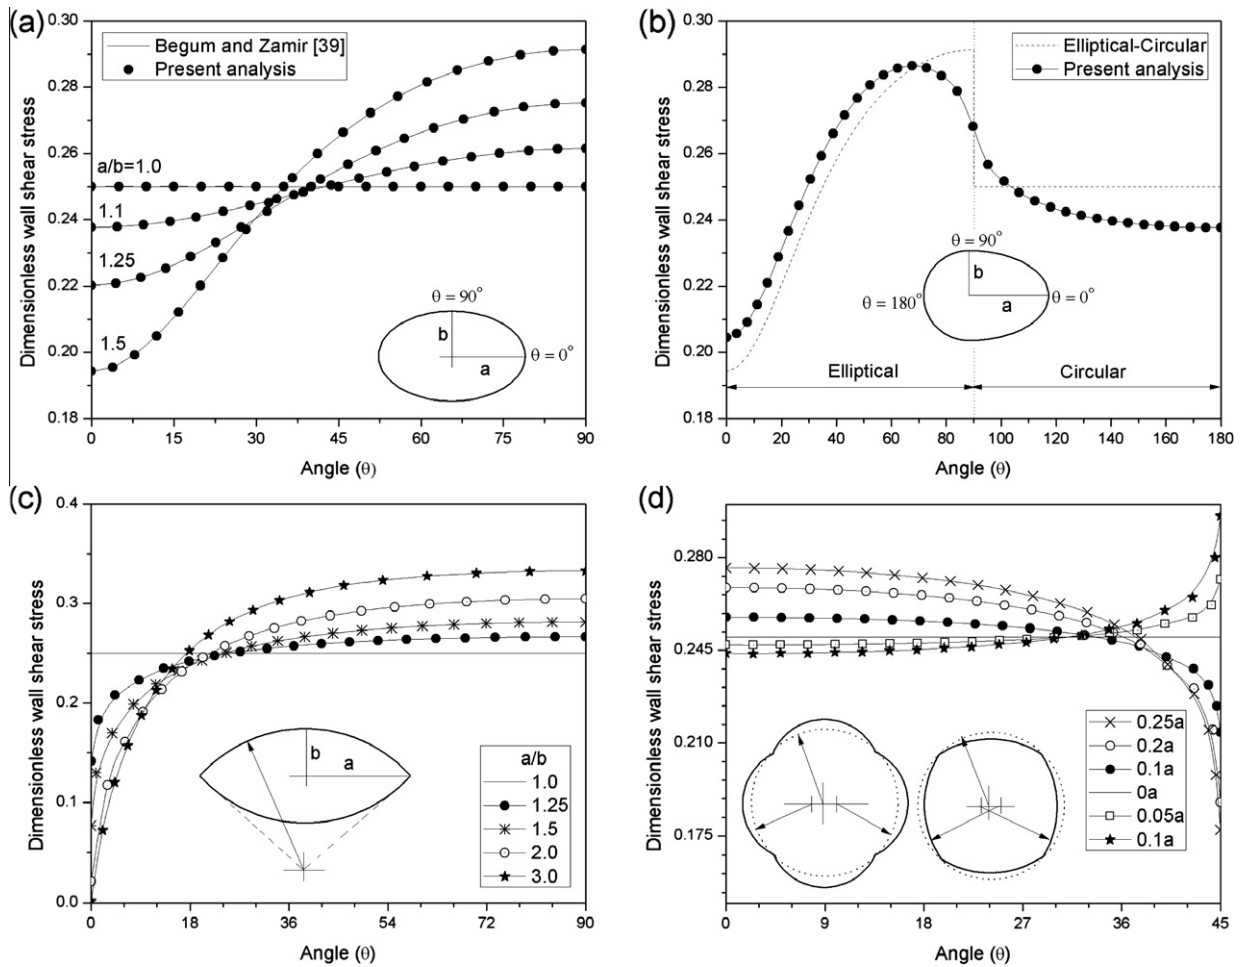 (a)
0.30
0.28
0.26
0.24
0.22
0.20
0.18
Dimensionless wall shear stress
Begum and Zamir [39]
Present analysis
a/b=1.0
1.1
1.25
1.5
θ = 90°
b
a
θ = 0°
0 15 30 45 60 75 90
Angle (θ)
(b)
0.30
0.28
0.26
0.24
0.22
0.20
0.18
Dimensionless wall shear stress
Elliptical-Circular
Present analysis
θ = 90°
b
a
θ = 180°
θ = 0°
Elliptical
Circular
0 20 40 60 80 100 120 140 160 180
Angle (θ)
(c)
0.4
0.3
0.2
0.1
0.0
Dimensionless wall shear stress
b
a
a/b
1.0
1.25
1.5
2.0
3.0
0 18 36 54 72 90
Angle (θ)
(d)
0.280
0.245
0.210
0.175
Dimensionless wall shear stress
0.25a
0.2a
0.1a
0a
0.05a
0.1a
0 9 18 27 36 45
Angle (θ)